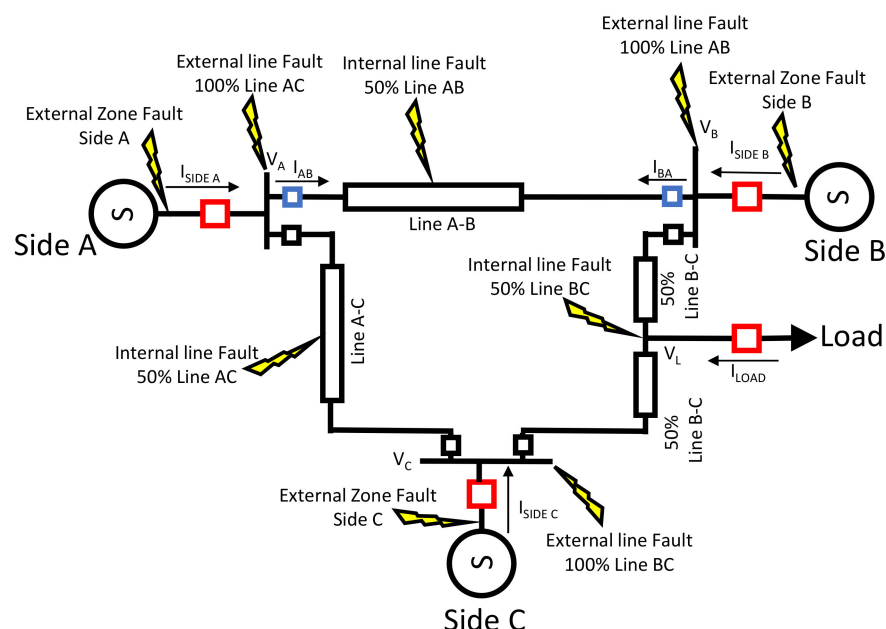 External line Fault
100% Line AB
External line Fault
100% Line AC
Internal line Fault
50% Line AB
External Zone Fault
Side B
External Zone Fault
Side A
V_B
V_A
I_AB
I_BA
I_SIDE A
I_SIDE B
S
S
Side A
Side B
Line A-B
Internal line Fault
50% Line BC
50%
Line B-C
Line A-C
Internal line Fault
50% Line AC
V_L
Load
I_LOAD
50%
Line B-C
V_C
External Zone Fault
Side C
I_SIDE C
External line Fault
100% Line BC
S
Side C